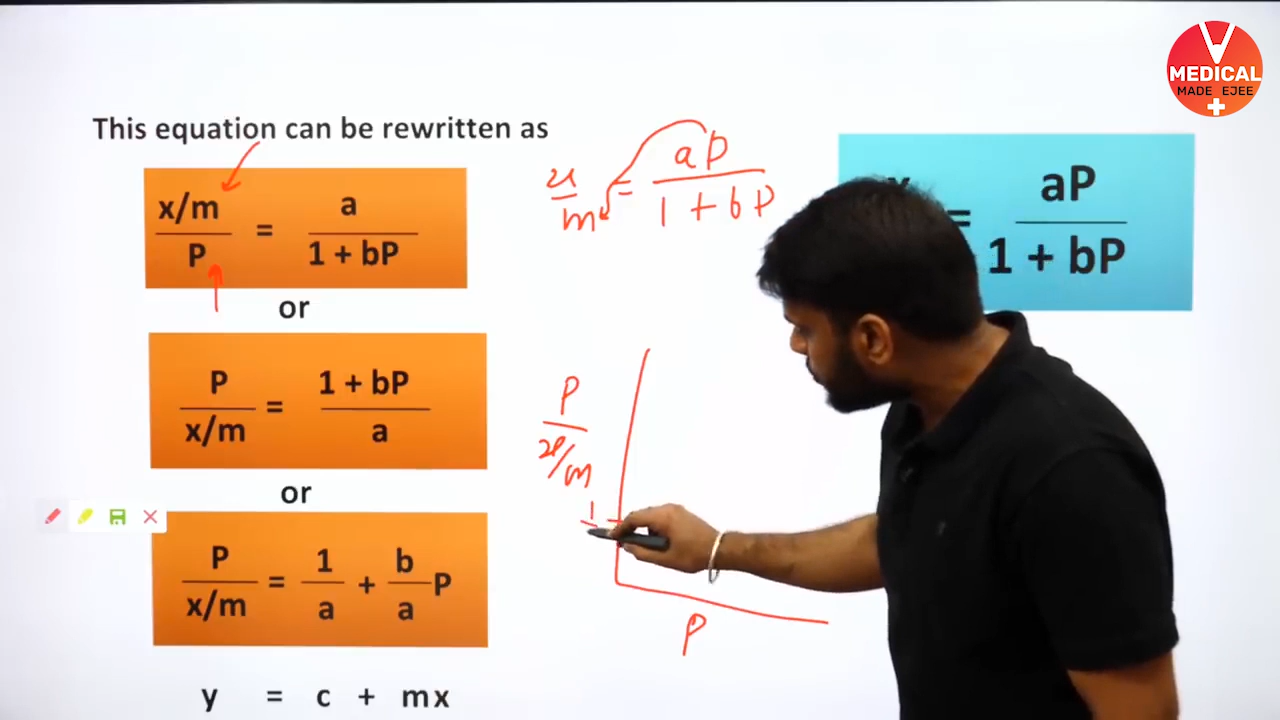 MEDICAL
MADE EJEE
This equation can be rewritten as
x/m / P = a / 1 + bP
or
P / x/m = 1 + bP / a
or
P / x/m = 1 / a + b / a P
y = c + mx
x / m = aP / 1 + bP
= aP / 1 + bP
P / x/m
1
P